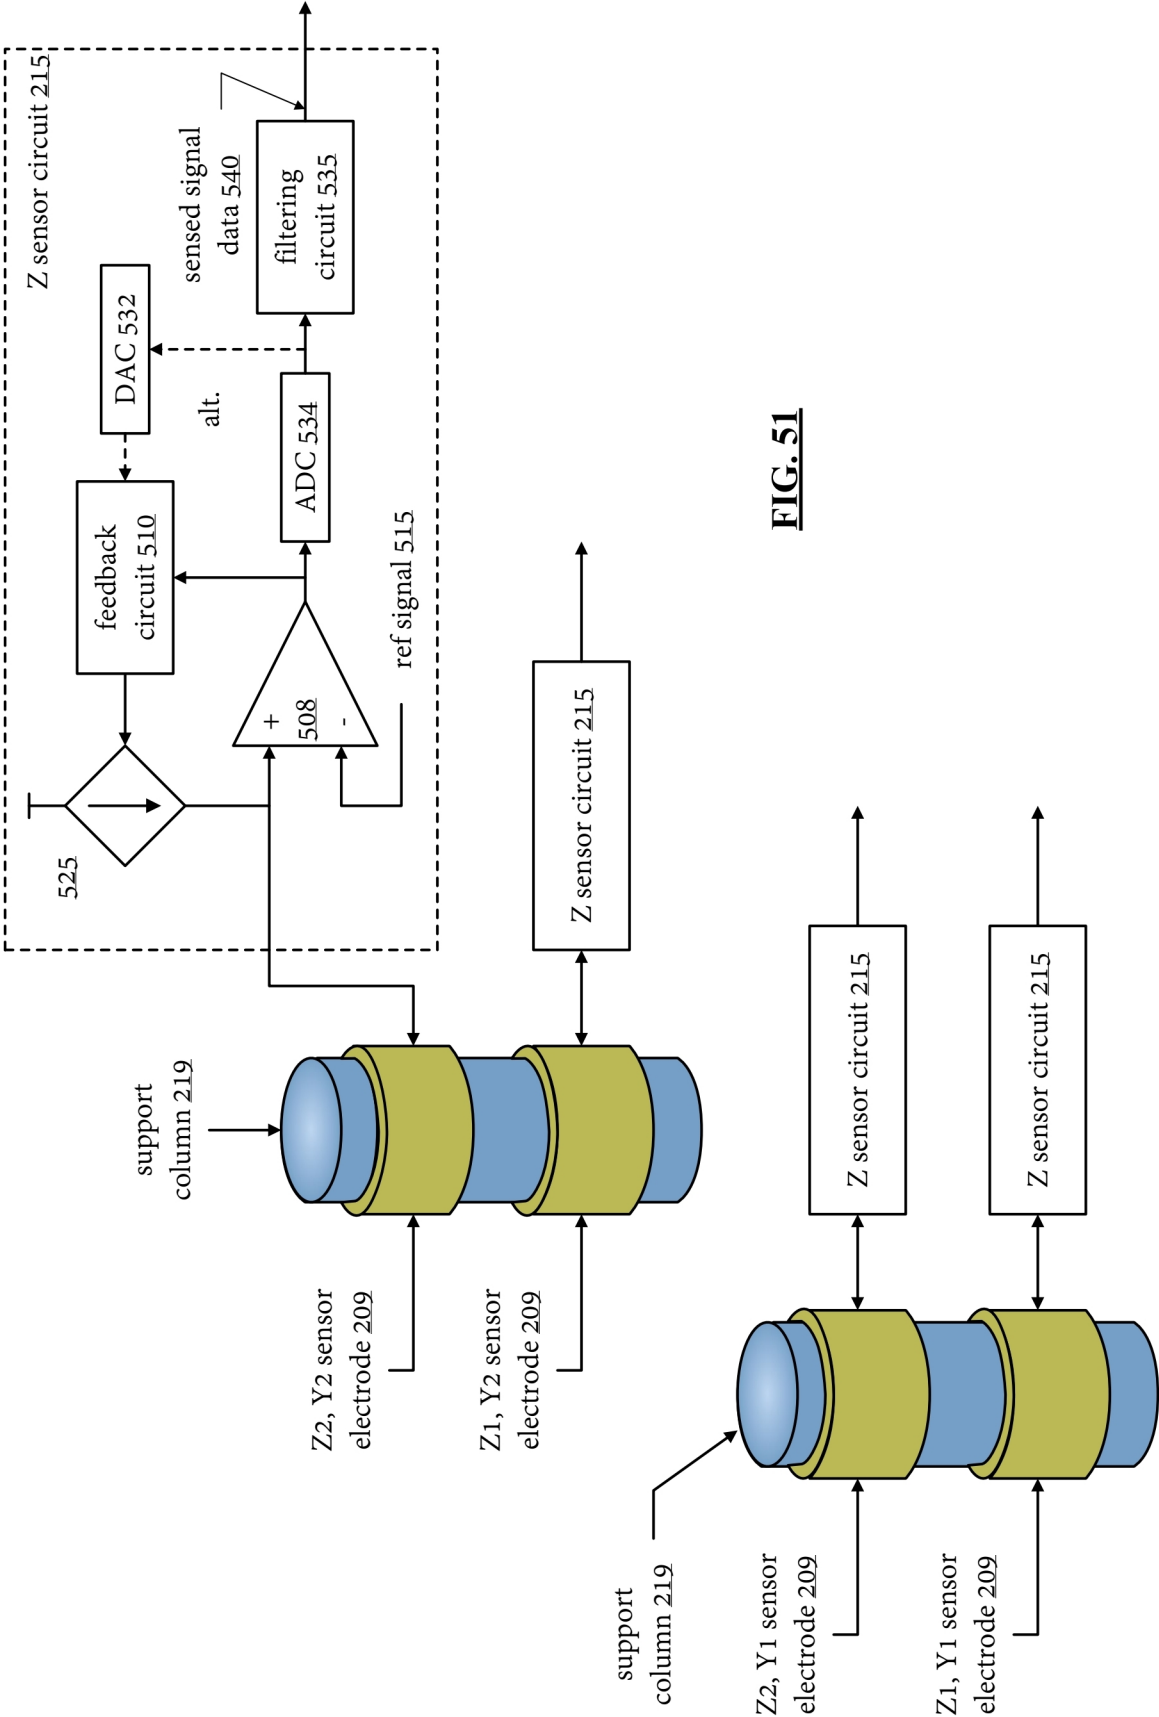 Z sensor circuit 215
525
feedback
circuit 510
DAC 532
alt.
sensed signal
data 540
+
508
-
ADC 534
filtering
circuit 535
ref signal 515
support
column 219
Z2, Y2 sensor
electrode 209
Z1, Y2 sensor
electrode 209
Z sensor circuit 215
support
column 219
Z2, Y1 sensor
electrode 209
Z sensor circuit 215
Z1, Y1 sensor
electrode 209
Z sensor circuit 215
FIG. 51